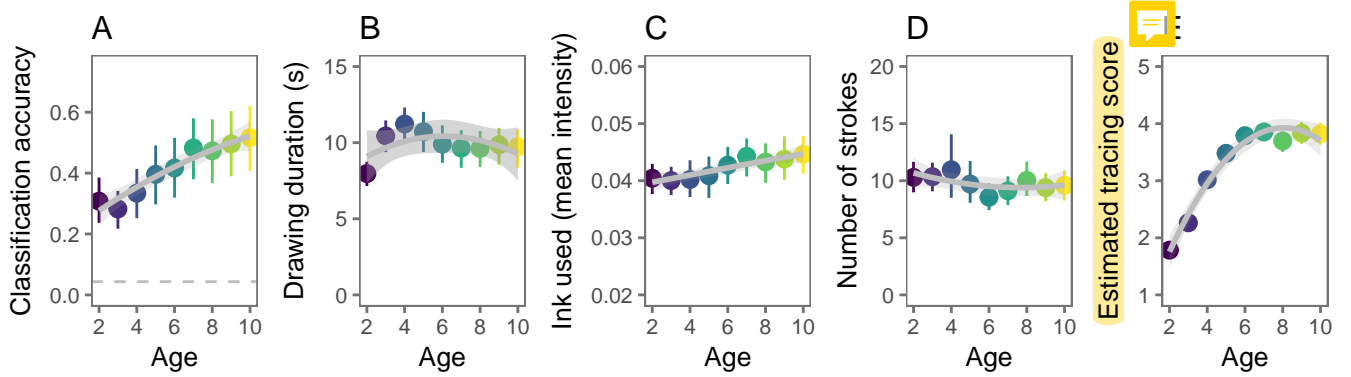 A
Classification accuracy
0.6
0.4
0.2
0.0
2 4 6 8 10
Age
B
Drawing duration (s)
15
10
5
0
2 4 6 8 10
Age
C
Ink used (mean intensity)
0.06
0.05
0.04
0.03
0.02
2 4 6 8 10
Age
D
Number of strokes
20
15
10
5
0
2 4 6 8 10
Age
Estimated tracing score
5
4
3
2
1
2 4 6 8 10
Age